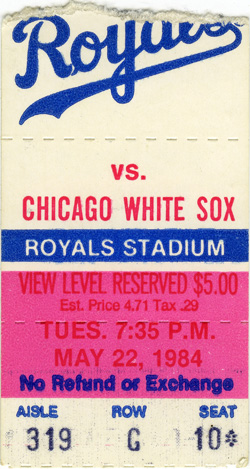 Royals
vs.
CHICAGO WHITE SOX
ROYALS STADIUM
VIEW LEVEL RESERVED $5.00
Est. Price 4.71 Tax .29
TUES. 7:35 P.M.
MAY 22, 1984
No Refund or Exchange
AISLE ROW SEAT
319 G 10*